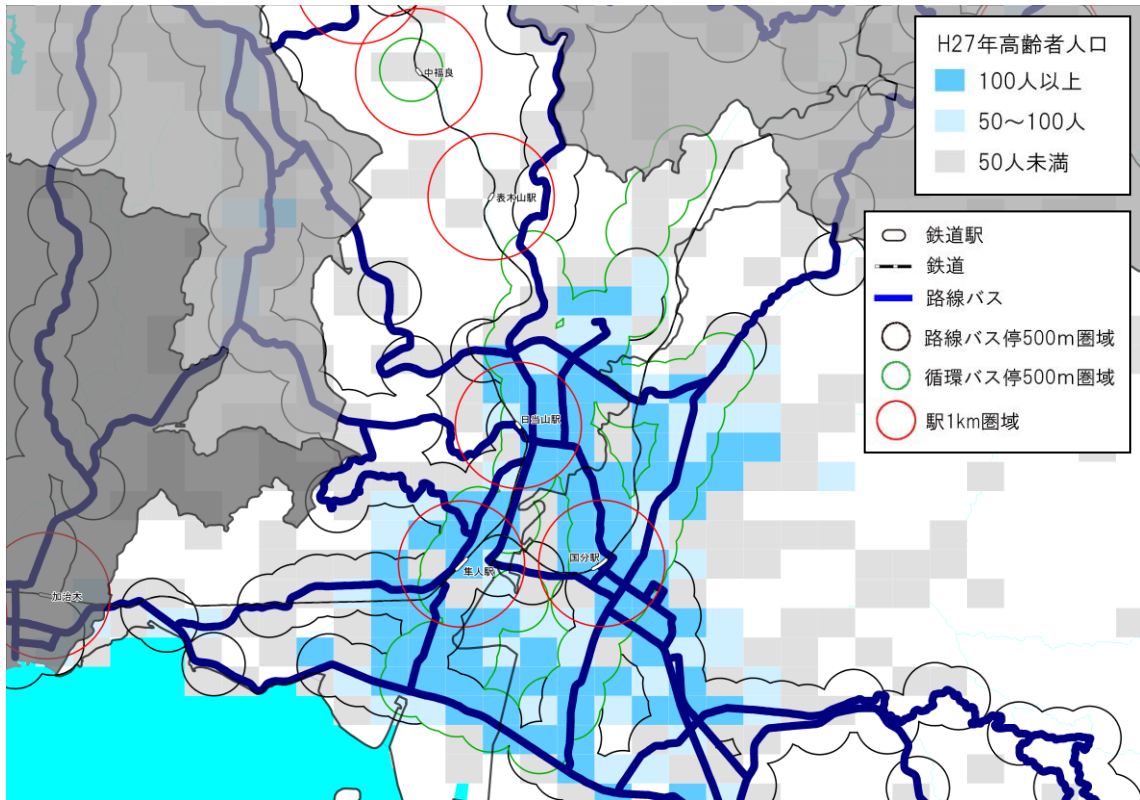 H27年高齢者人口
100人以上
50～100人
50人未満
鉄道駅
鉄道
路線バス
路線バス停500m圏域
循環バス停500m圏域
駅1km圏域
中福良
表木山駅
日当山駅
隼人駅
国分駅
加治木